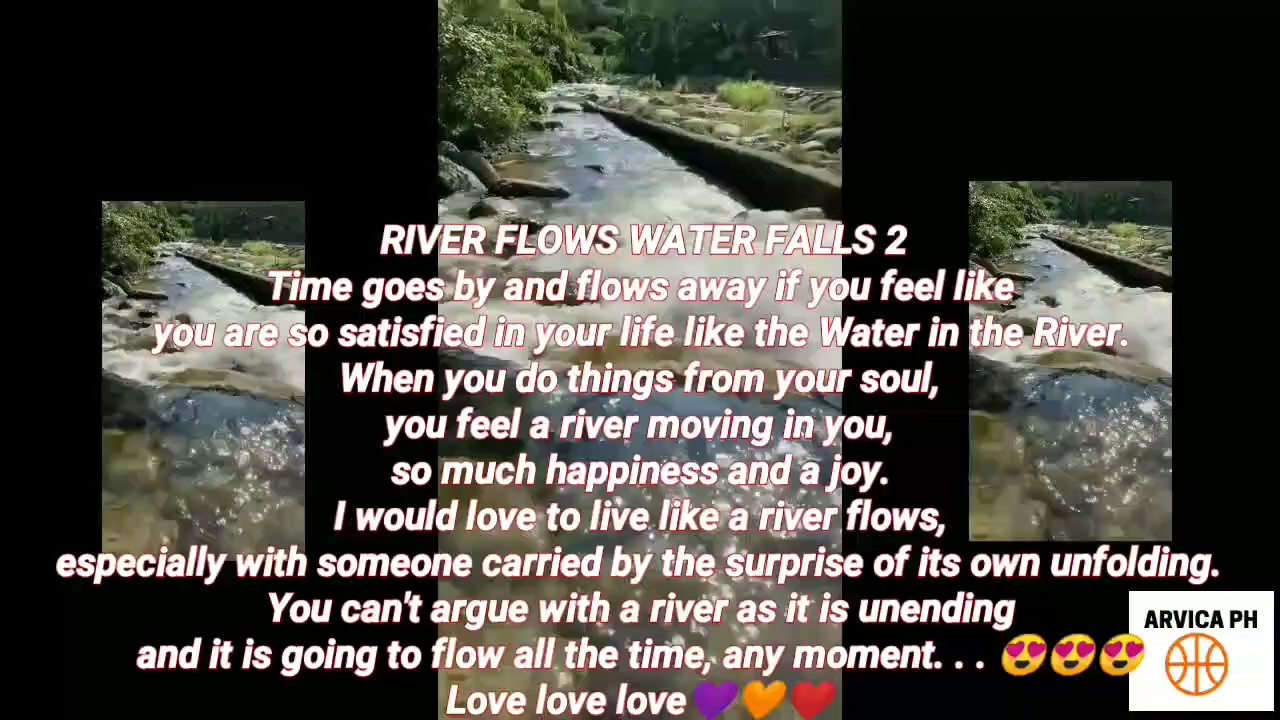 RIVER FLOWS WATER FALLS 2
Time goes by and flows away if you feel like
you are so satisfied in your life like the Water in the River.
When you do things from your soul,
you feel a river moving in you,
so much happiness and a joy.
I would love to live like a river flows,
especially with someone carried by the surprise of its own unfolding.
You can't argue with a river as it is unending
and it is going to flow all the time, any moment. . . 😍😍😍
Love love love 💜🧡❤️
ARVICA PH